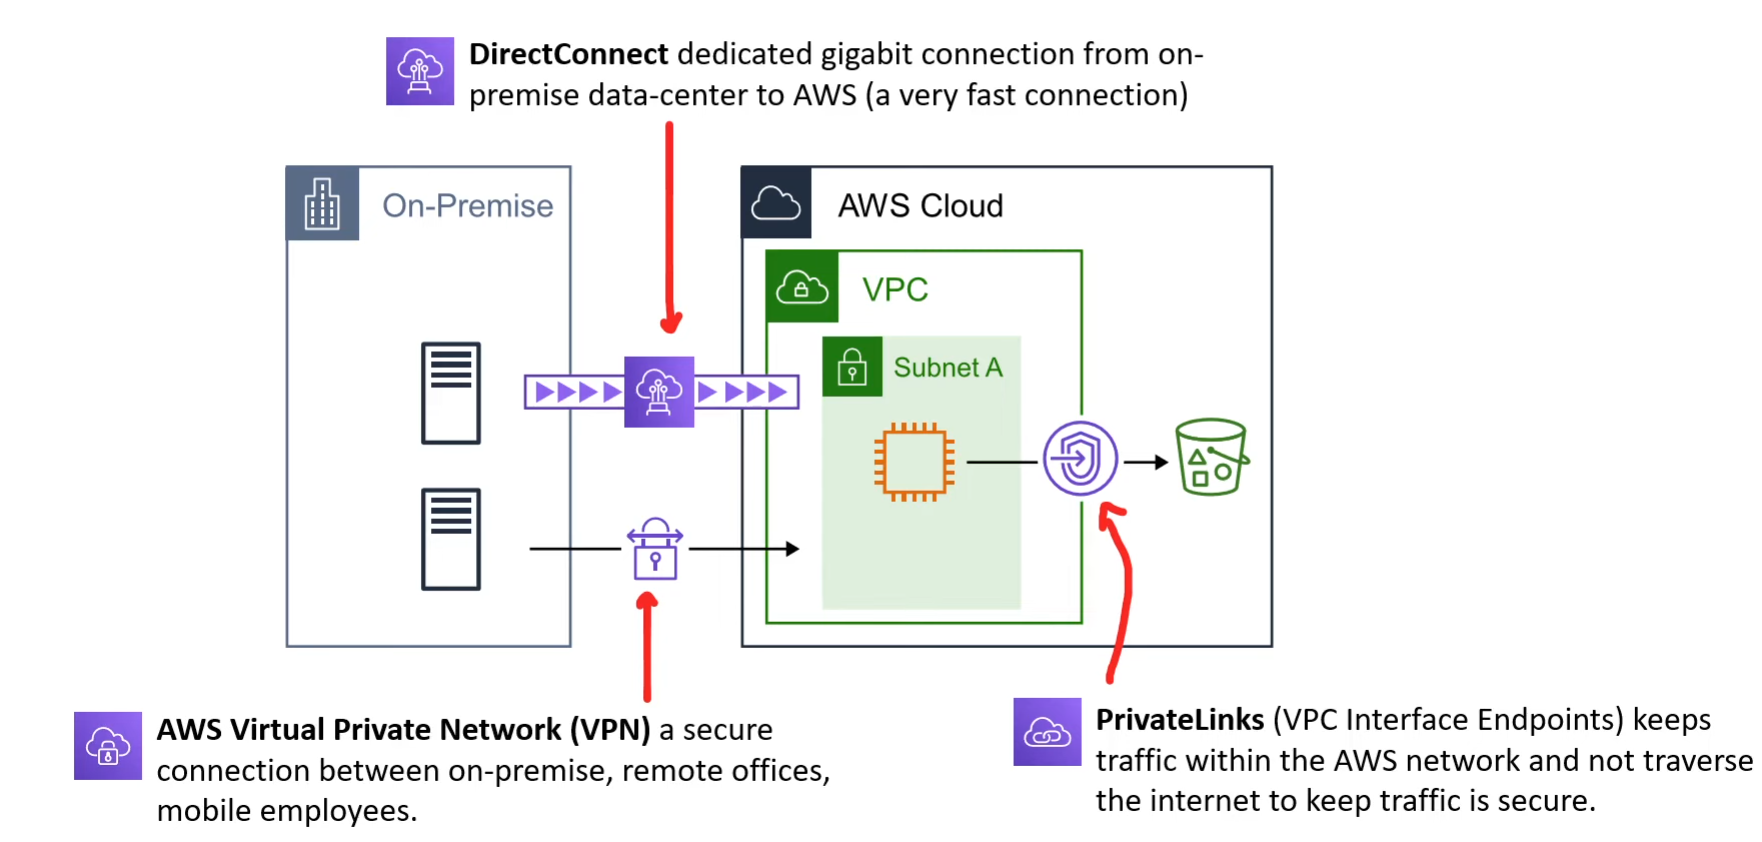 DirectConnect dedicated gigabit connection from on-
premise data-center to AWS (a very fast connection)
On-Premise
AWS Cloud
VPC
Subnet A
AWS Virtual Private Network (VPN) a secure
connection between on-premise, remote offices,
mobile employees.
PrivateLinks (VPC Interface Endpoints) keeps
traffic within the AWS network and not traverse
the internet to keep traffic is secure.